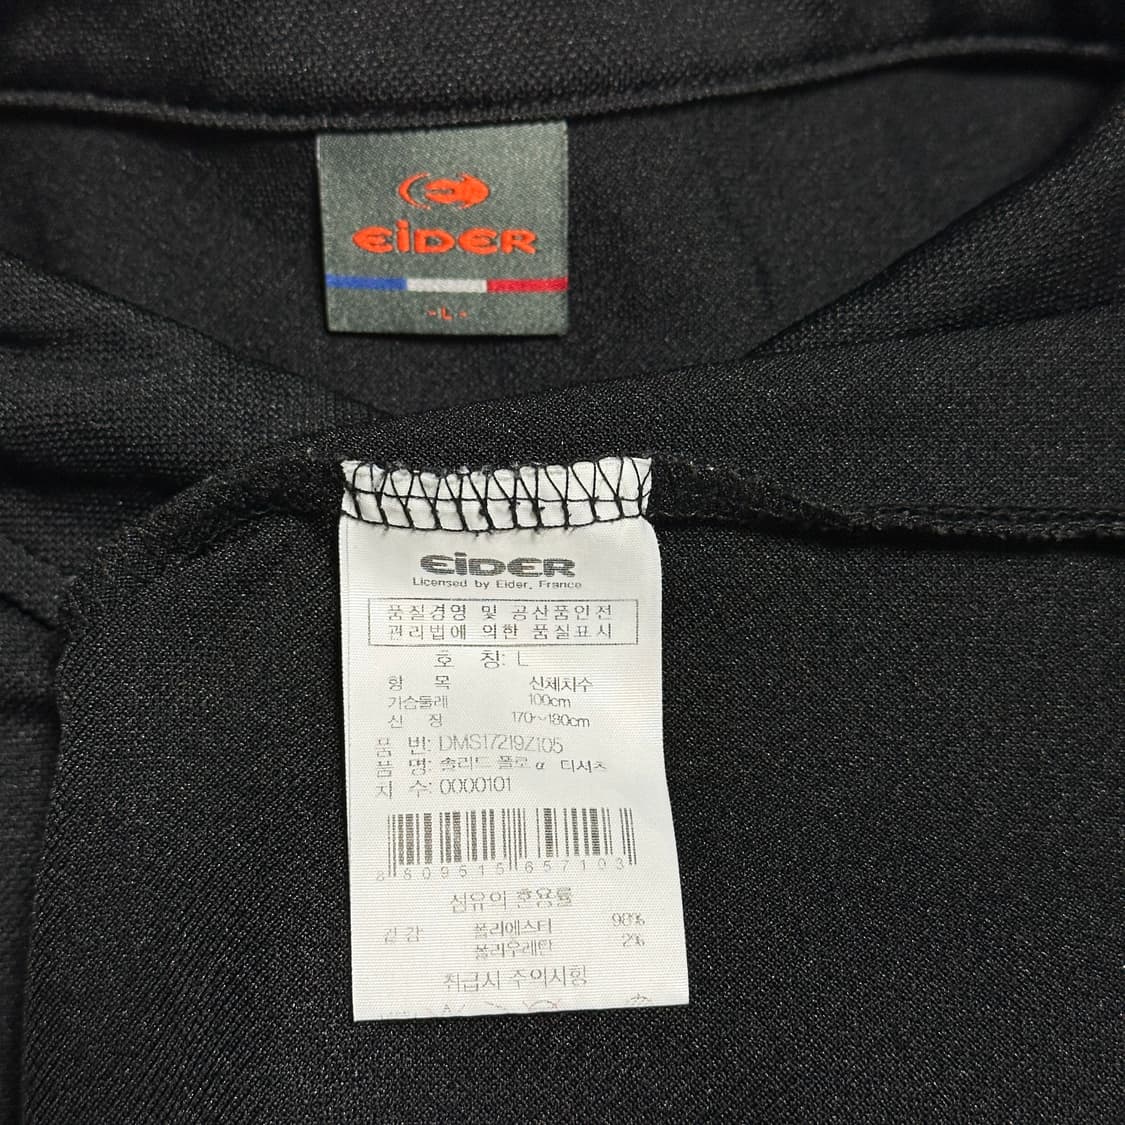 EiDER
-L-
EiDER
Licensed by Eider, France
품질경영 및 공산품안전
관리법에 의한 품질표시
호 칭: L
항 목 신체치수
가슴둘레 100cm
신 장 170~180cm
품 번: DMS17219Z105
품 명: 솔리드 폴로 α 티셔츠
치 수: 0000101
8 809515 657103
섬유의 혼용률
겉감 폴리에스터 98%
폴리우레탄 2%
취급시 주의사항